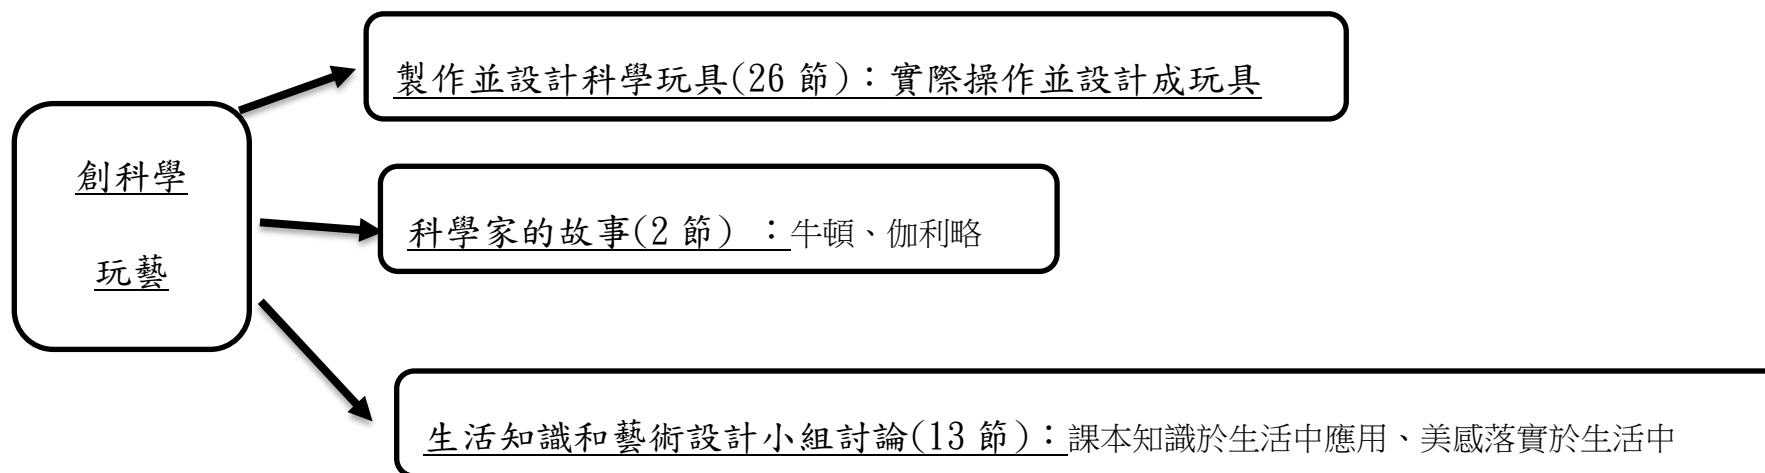 製作並設計科學玩具(26 節)：實際操作並設計成玩具
創科學
玩藝
科學家的故事(2 節) ：牛頓、伽利略
生活知識和藝術設計小組討論(13 節)：課本知識於生活中應用、美感落實於生活中